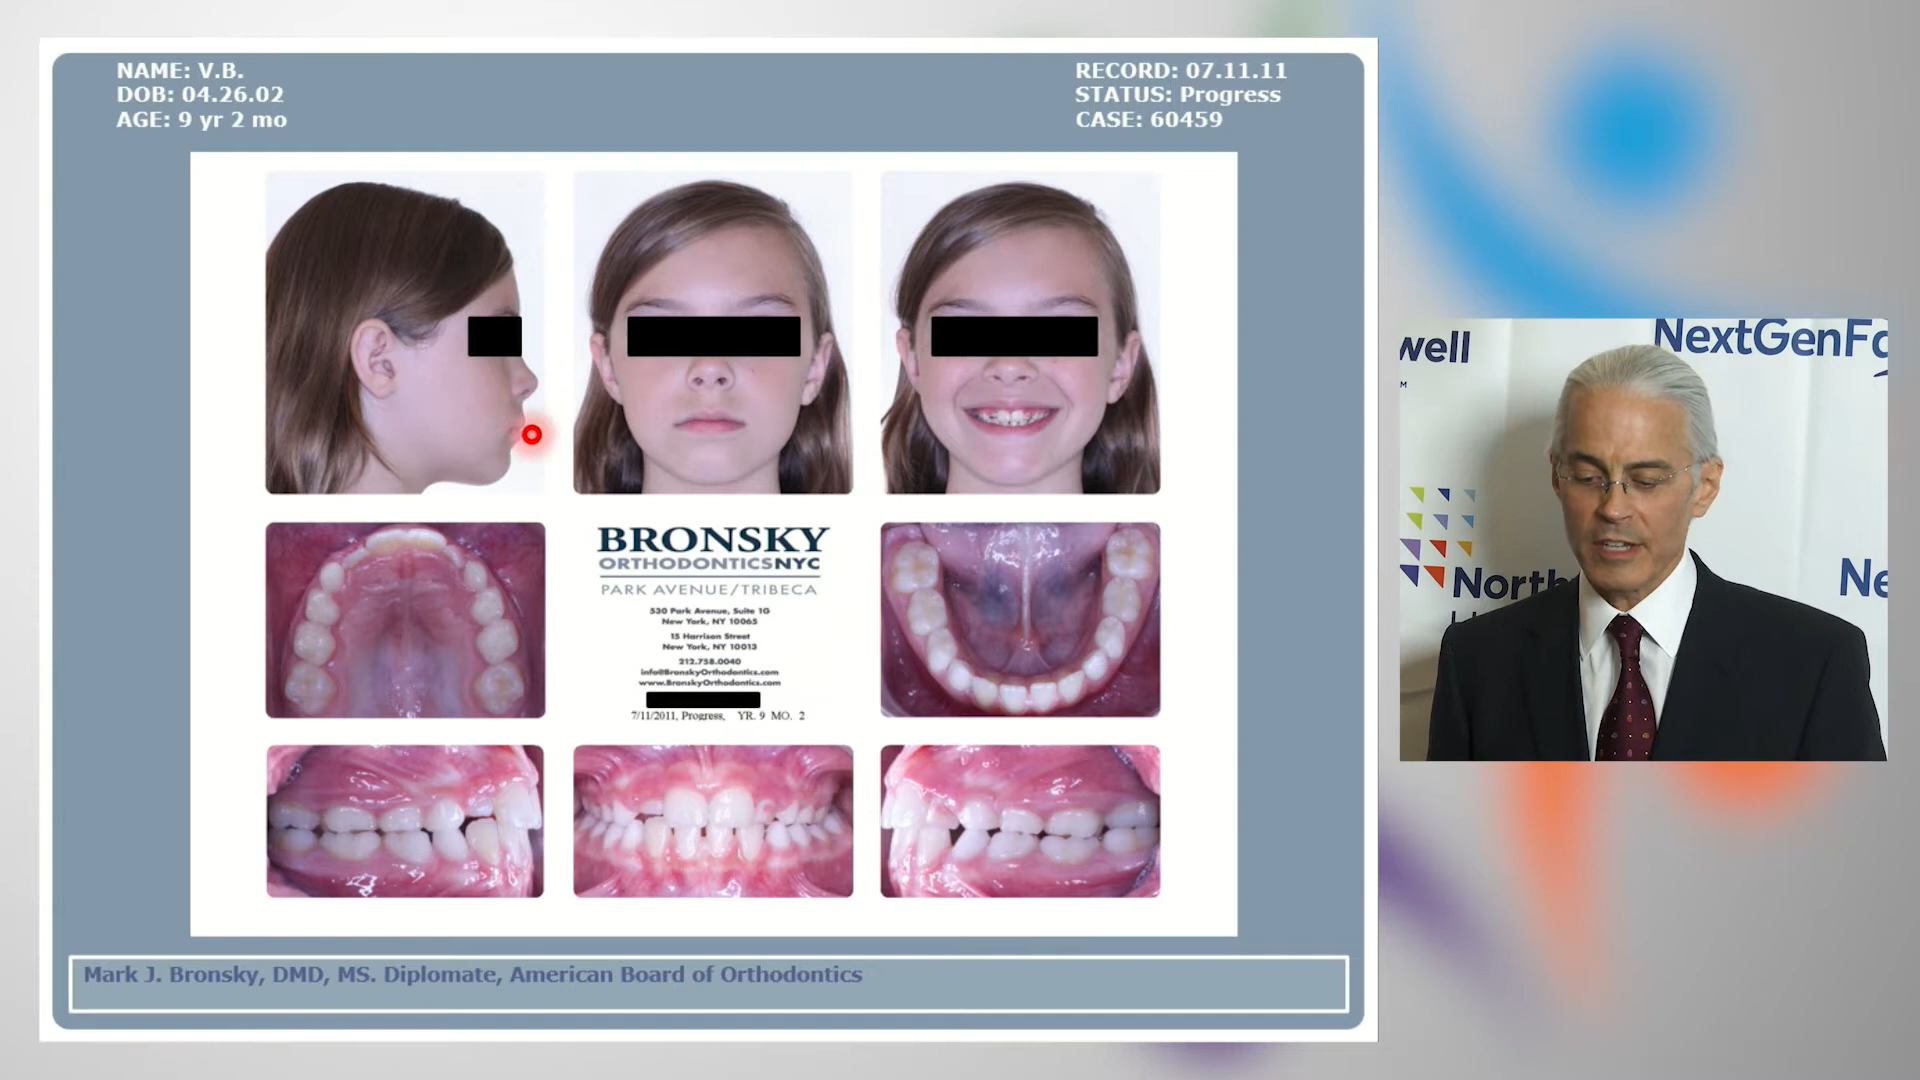 NAME: V.B.
DOB: 04.26.02
AGE: 9 yr 2 mo
RECORD: 07.11.11
STATUS: Progress
CASE: 60459
BRONSKY
ORTHODONTICSNYC
PARK AVENUE/TRIBECA
530 Park Avenue, Suite 1G
New York, NY 10065
15 Harrison Street
New York, NY 10013
212.758.0040
info@BronskyOrthodontics.com
www.BronskyOrthodontics.com
7/11/2011, Progress, YR. 9 MO. 2
Mark J. Bronsky, DMD, MS. Diplomate, American Board of Orthodontics
well
NextGenFa
North
Ne